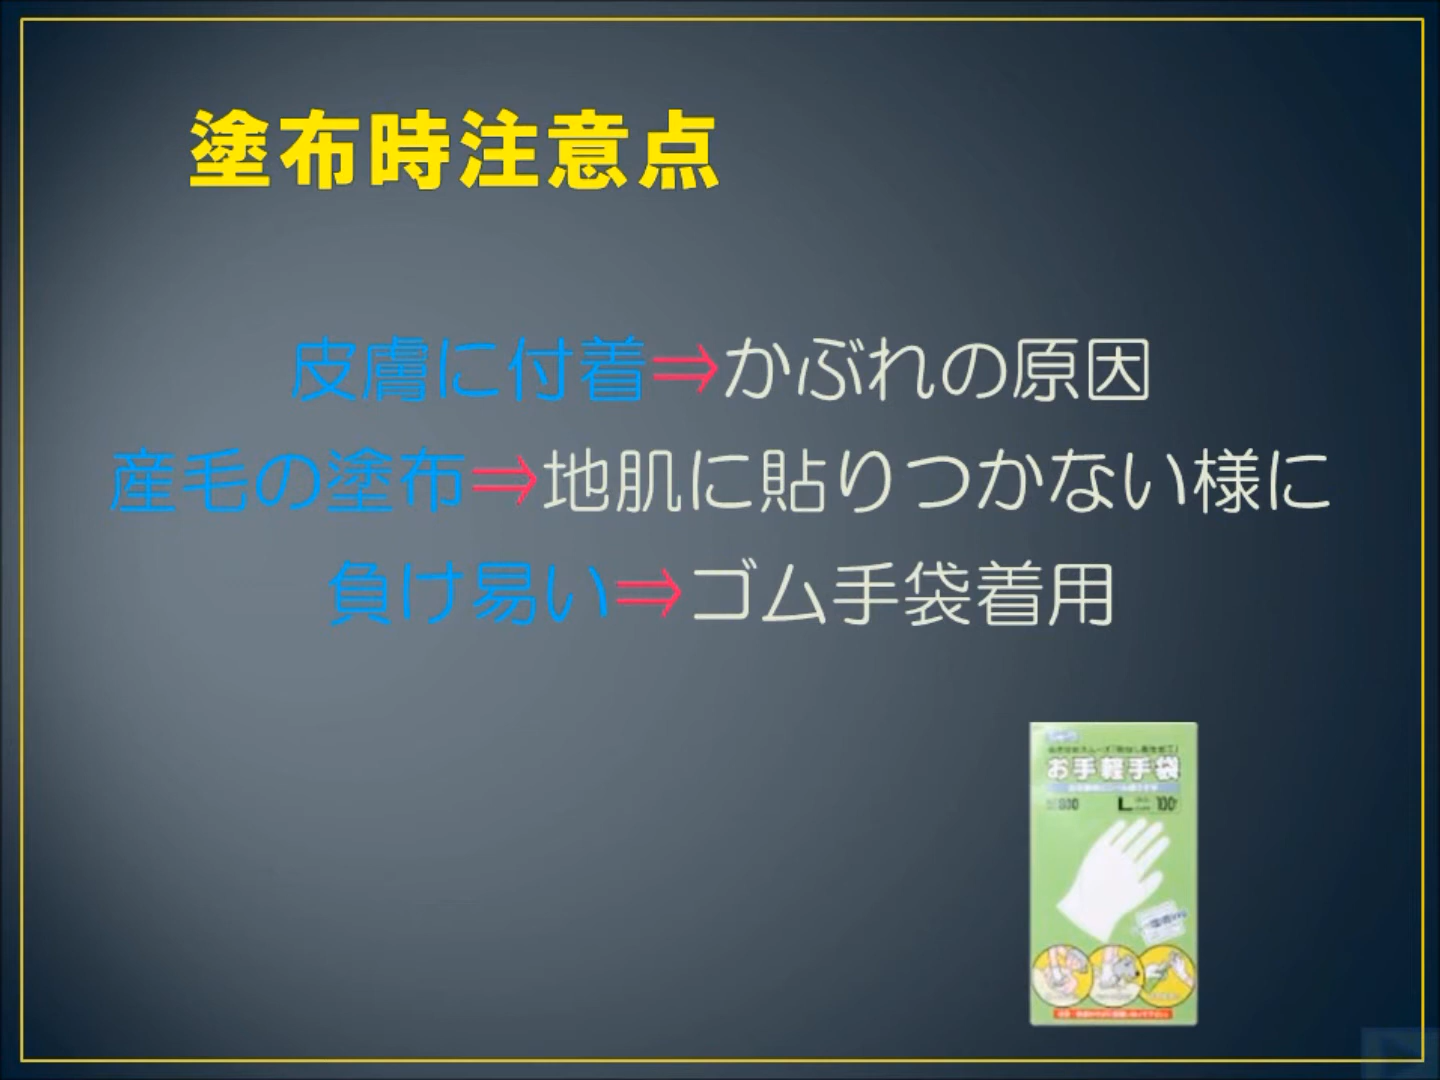 塗布時注意点
皮膚に付着⇒かぶれの原因
産毛の塗布⇒地肌に貼りつかない様に
負け易い⇒ゴム手袋着用
お手軽手袋
800 L 100